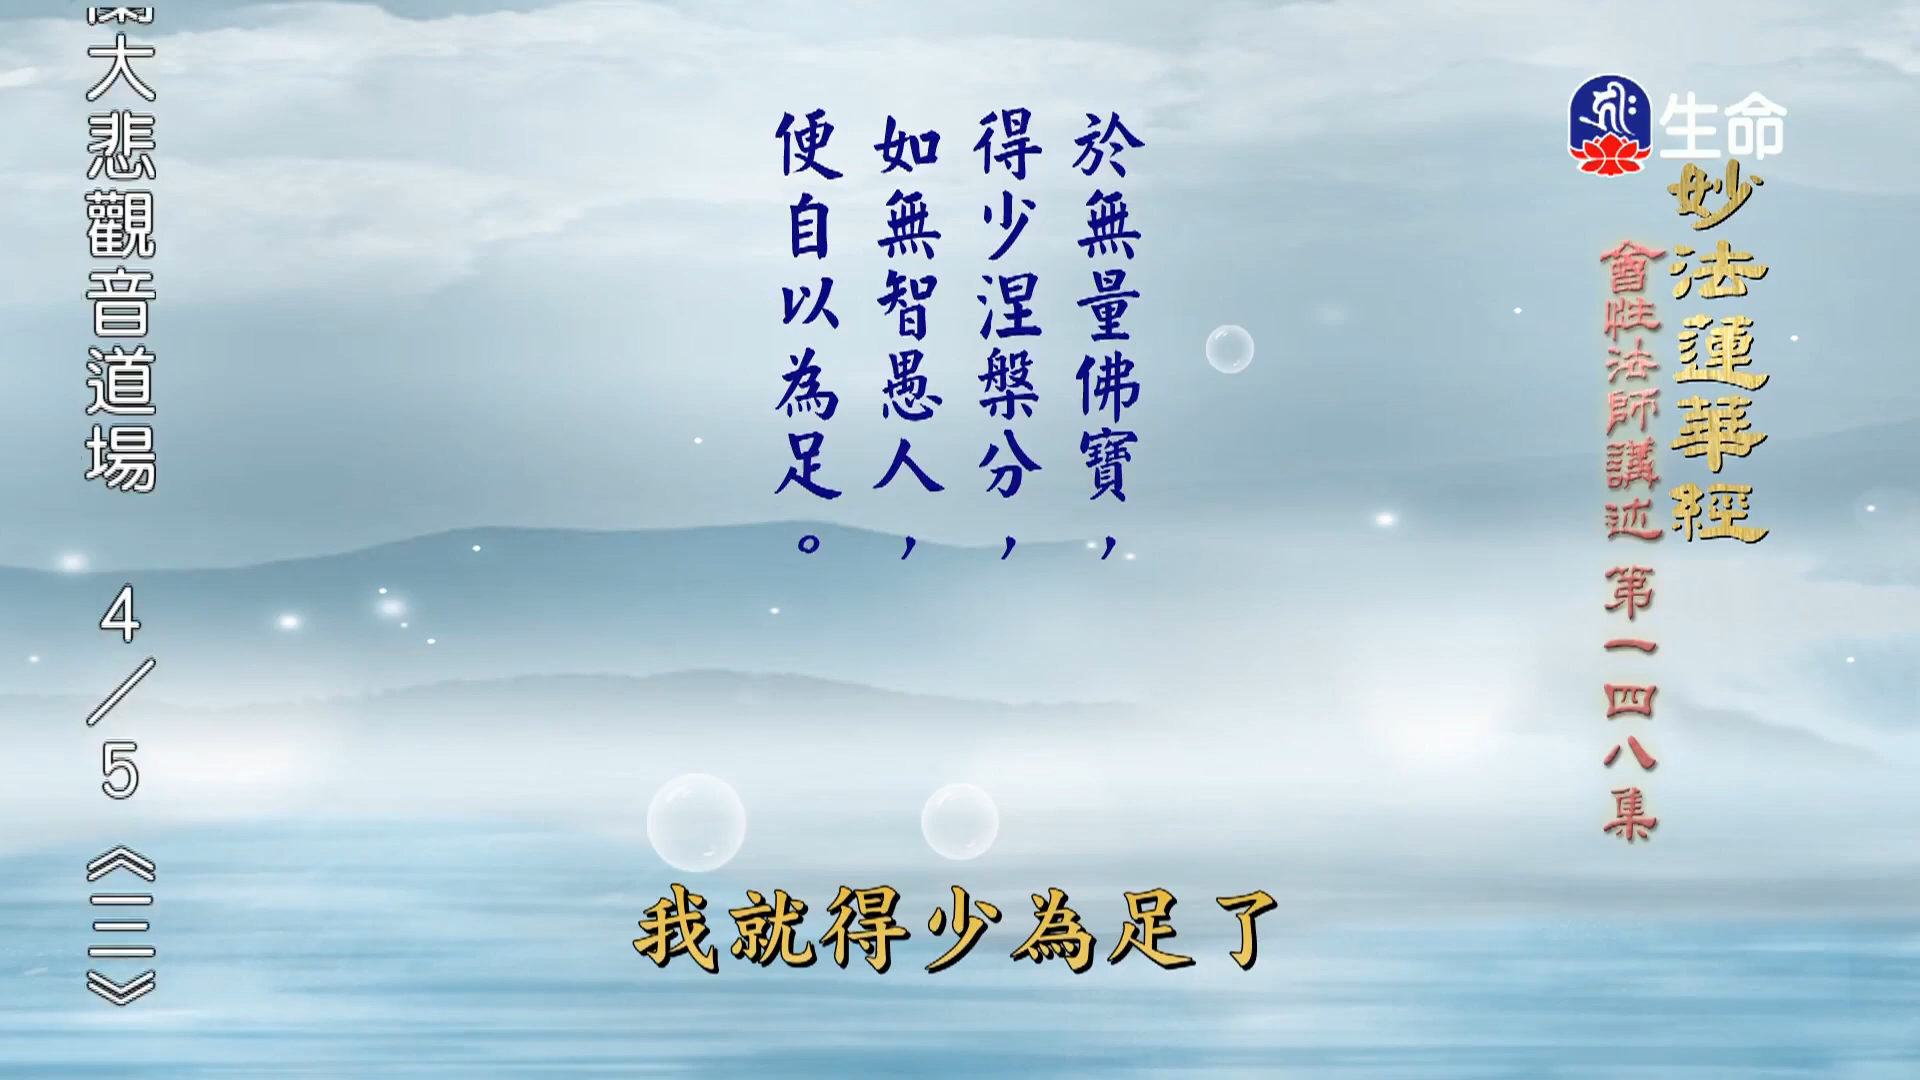 生命
妙法蓮華經
會性法師講述 第一四八集
於無量佛寶，
得少涅槃分，
如無智愚人，
便自以為足。
大悲觀音道場 4／5《三》
我就得少為足了